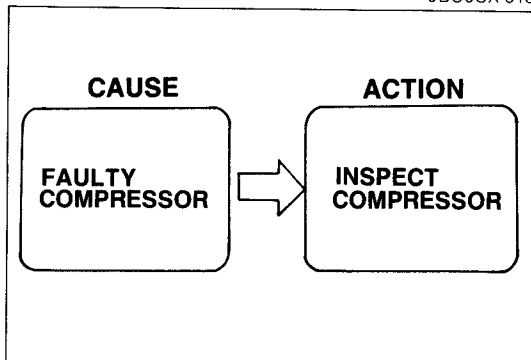 CAUSE
ACTION
FAULTY
COMPRESSOR
INSPECT
COMPRESSOR